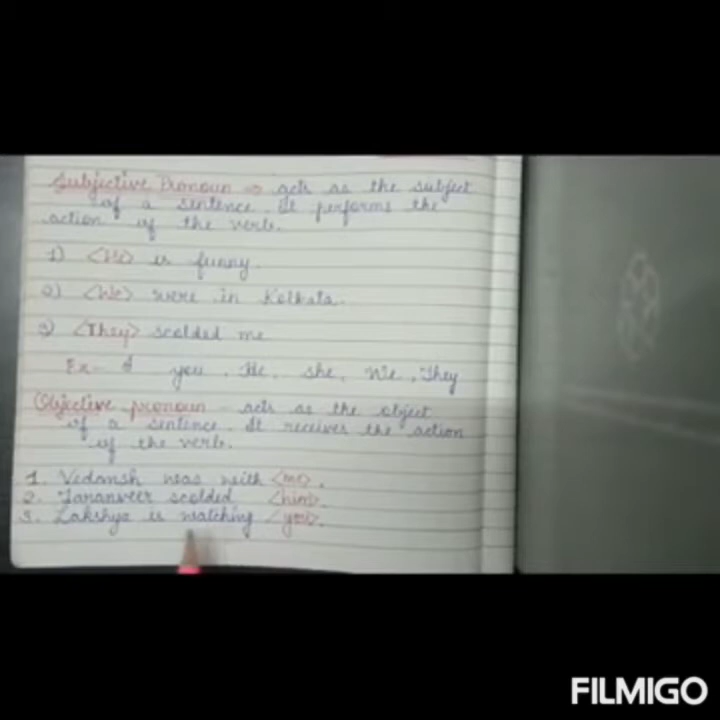 Subjective Pronoun ⇒ acts as the subject
of a sentence. It performs the
action of the verb.
1) <He> is funny.
2) <We> were in Kolkata.
3) <They> scolded me
Ex- I you, He, she, We, They
Objective pronoun - acts as the object
of a sentence. It receives the action
of the verb.
1. Vedansh was with <me>.
2. Jananveer scolded <him>.
3. Lakshya is watching <you>.
FILMIGO